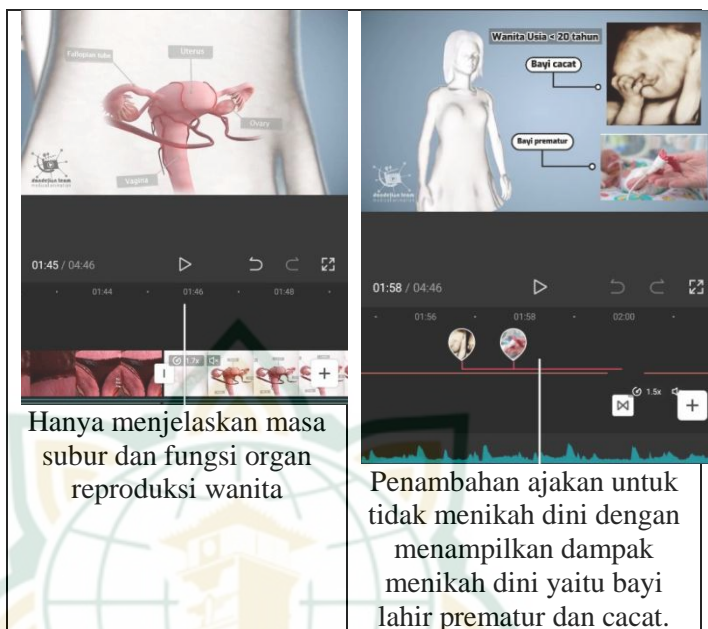 Fallopian tube
Uterus
Ovary
Vagina
01:45 / 04:46
01:44
01:46
01:48
1.7x
Hanya menjelaskan masa
subur dan fungsi organ
reproduksi wanita
Wanita Usia < 20 tahun
Bayi cacat
Bayi prematur
01:58 / 04:46
01:56
01:58
02:00
1.5x
Penambahan ajakan untuk
tidak menikah dini dengan
menampilkan dampak
menikah dini yaitu bayi
lahir prematur dan cacat.